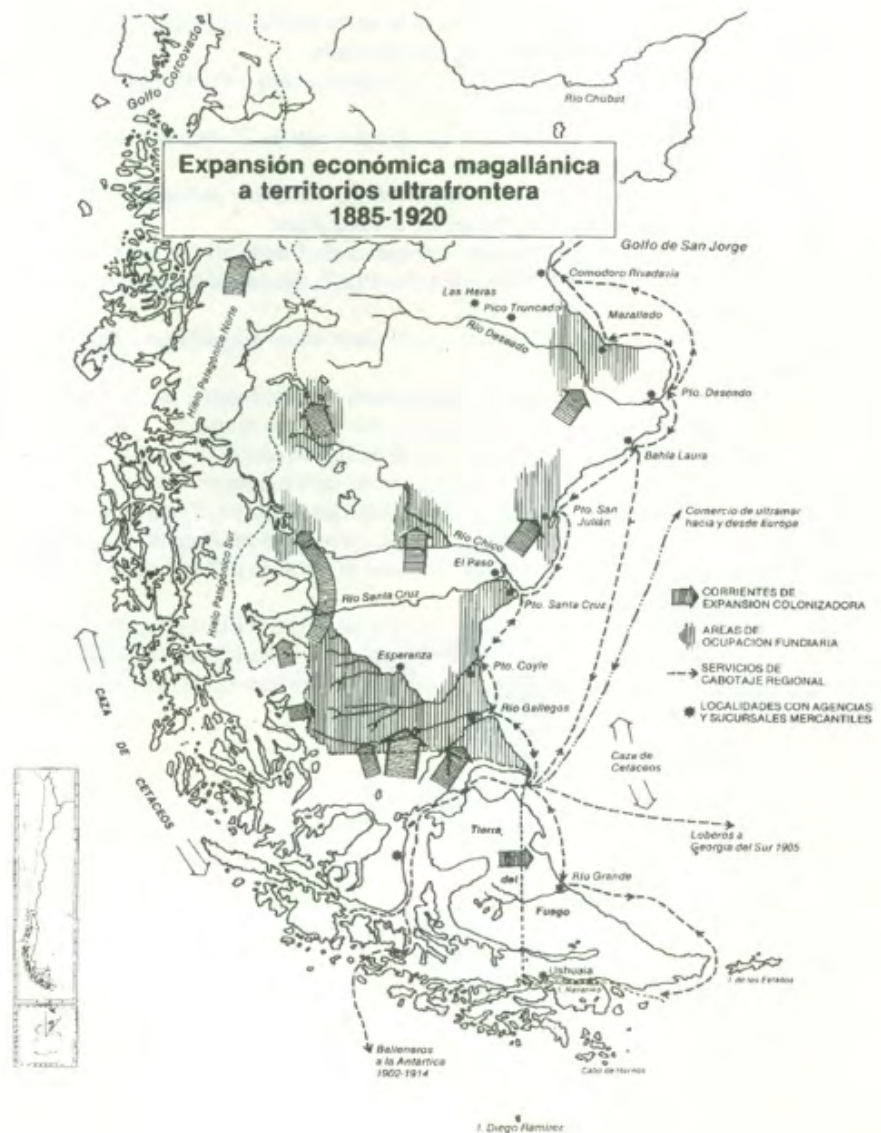 Golfo Corcovado
Río Chubut
Expansión económica magallánica
a territorios ultrafrontera
1885-1920
Golfo de San Jorge
Comodoro Rivadavia
Las Heras
Pico Truncado
Mazalledo
Río Deseado
Hielo Patagónico Norte
Pto. Deseado
Bahía Laura
Pto. San
Julián
Comercio de ultramar
hacia y desde Europa
Río Chico
El Paso
Hielo Patagónico Sur
Río Santa Cruz
Pto. Santa Cruz
CORRIENTES DE
EXPANSION COLONIZADORA
AREAS DE
OCUPACION FUNDIARIA
SERVICIOS DE
CABOTAJE REGIONAL
LOCALIDADES CON AGENCIAS
Y SUCURSALES MERCANTILES
Esperanza
Pto. Coyle
Río Gallegos
CAZA DE CETACEOS
Caza de
Cetáceos
Loberos a
Georgia del Sur 1905
Tierra
del
Fuego
Río Grande
Ushuaia
I. Navarino
I. de los Estados
Balleneros
a la Antártica
1902-1914
Cabo de Hornos
I. Diego Ramírez